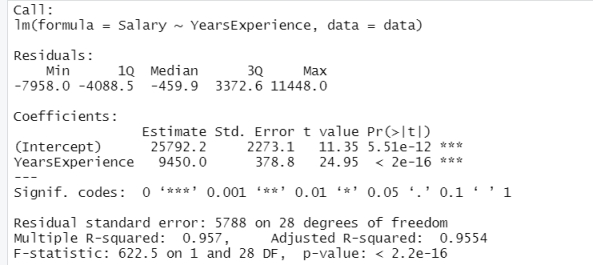 Call:
lm(formula = Salary ~ YearsExperience, data = data)
Residuals:
Min 1Q Median 3Q Max
-7958.0 -4088.5 -459.9 3372.6 11448.0
Coefficients:
Estimate Std. Error t value Pr(>|t|)
(Intercept) 25792.2 2273.1 11.35 5.51e-12 ***
YearsExperience 9450.0 378.8 24.95 < 2e-16 ***
---
Signif. codes: 0 ‘***’ 0.001 ‘**’ 0.01 ‘*’ 0.05 ‘.’ 0.1 ‘ ’ 1
Residual standard error: 5788 on 28 degrees of freedom
Multiple R-squared: 0.957, Adjusted R-squared: 0.9554
F-statistic: 622.5 on 1 and 28 DF, p-value: < 2.2e-16